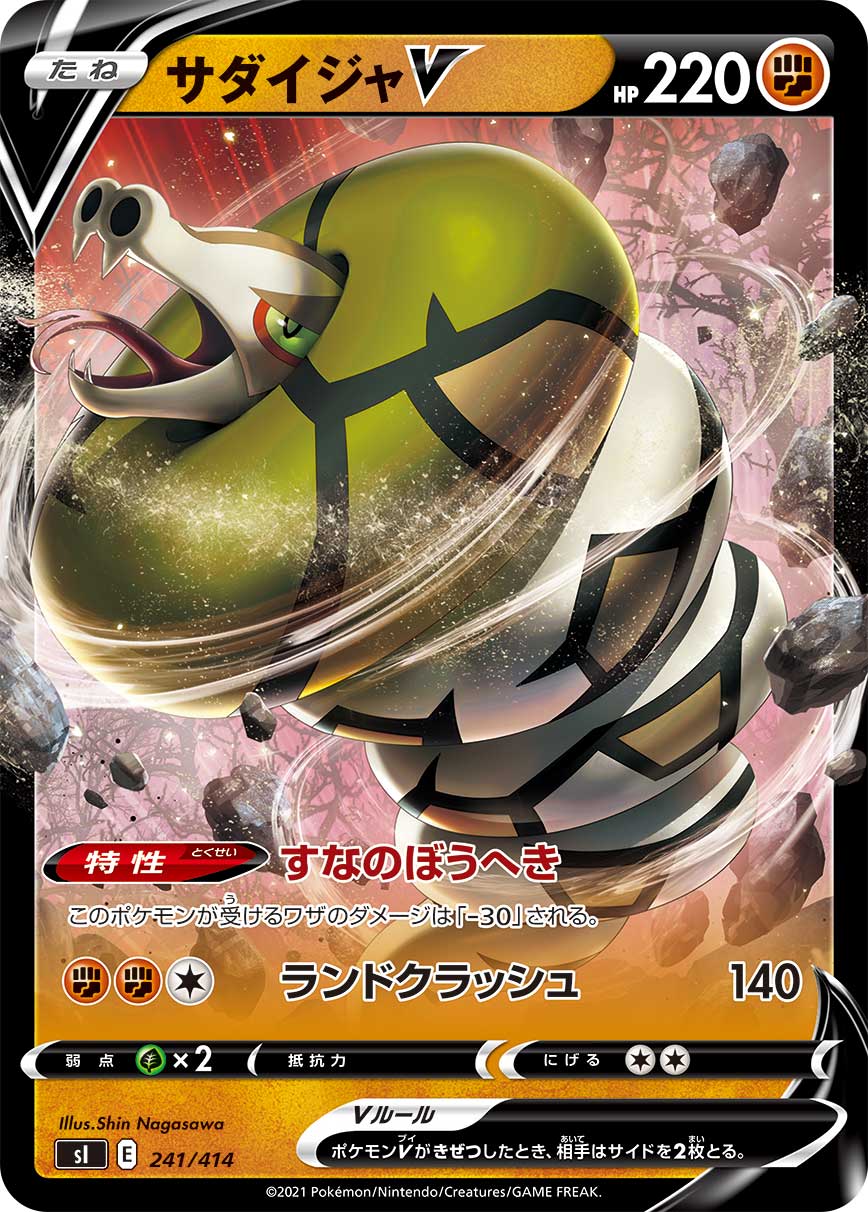 たね サダイジャV HP 220
特性 とくせい すなのぼうへき
このポケモンが受けるワザのダメージは「-30」される。
ランドクラッシュ 140
弱点 ×2 抵抗力 にげる
Illus.Shin Nagasawa
sI E 241/414
Vルール
ポケモンVがきぜつしたとき、相手はサイドを2枚とる。
©2021 Pokémon/Nintendo/Creatures/GAME FREAK.